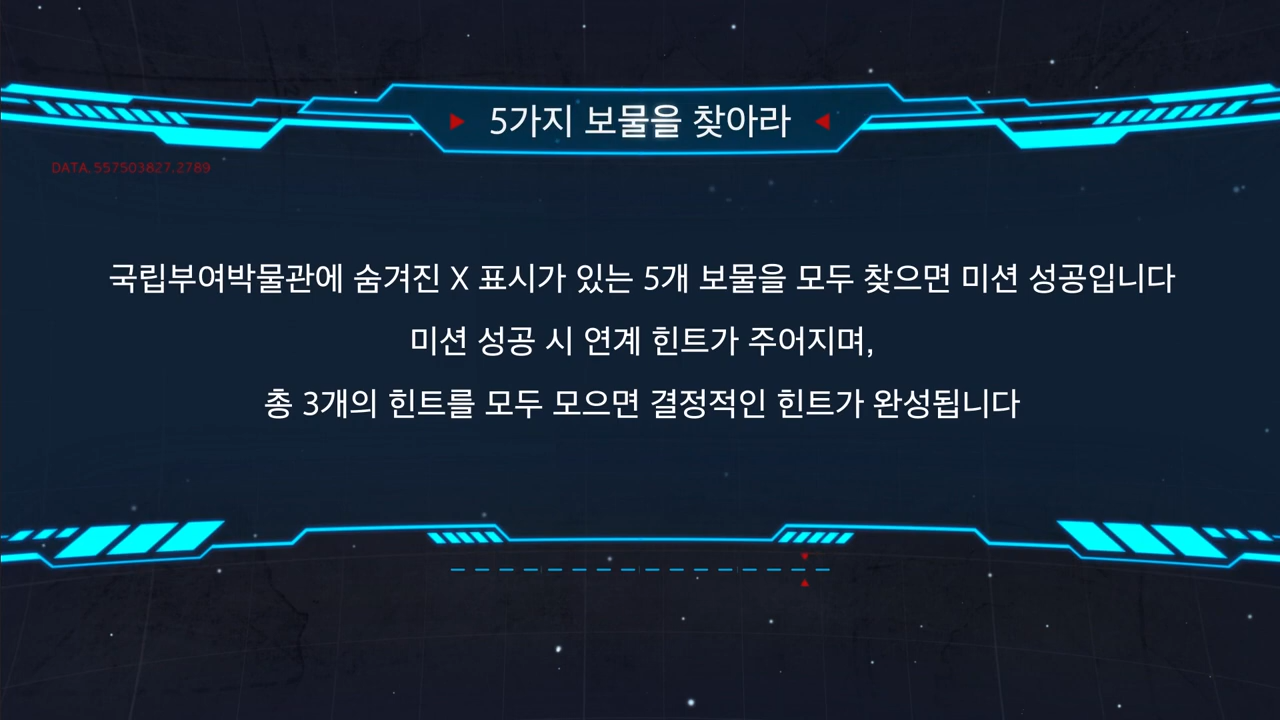 5가지 보물을 찾아라
DATA.557503827.2789
국립부여박물관에 숨겨진 X 표시가 있는 5개 보물을 모두 찾으면 미션 성공입니다
미션 성공 시 연계 힌트가 주어지며,
총 3개의 힌트를 모두 모으면 결정적인 힌트가 완성됩니다